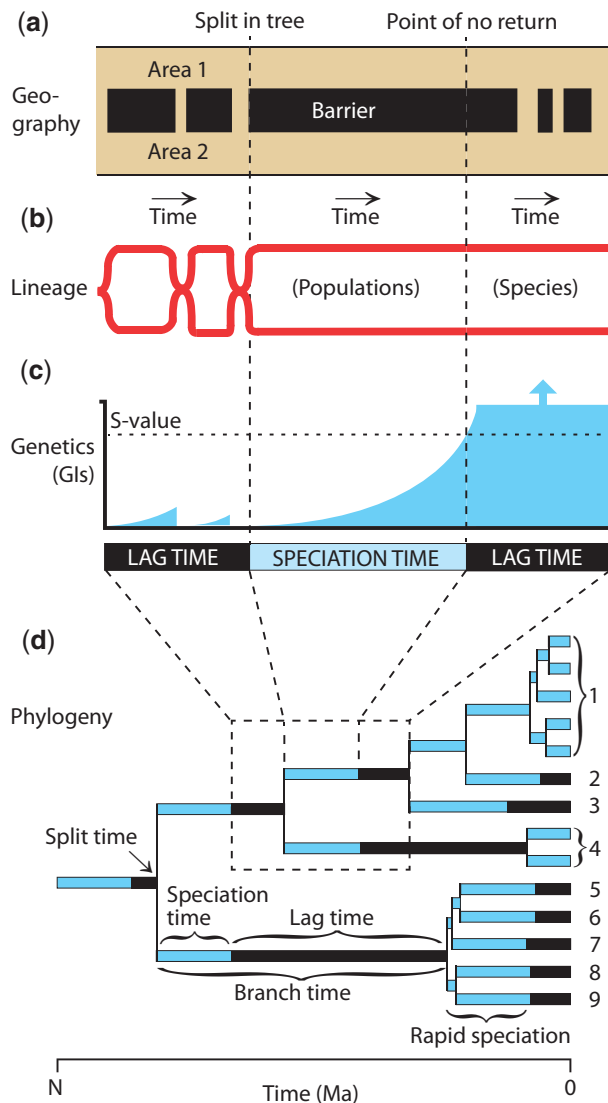 Split in tree
Point of no return
(a)
Geo-
graphy
Area 1
Barrier
Area 2
Time
Time
Time
(b)
Lineage
(Populations)
(Species)
(c)
S-value
Genetics
(GIs)
LAG TIME
SPECIATION TIME
LAG TIME
(d)
Phylogeny
1
2
3
4
Split time
5
Speciation
time
Lag time
6
7
8
Branch time
9
Rapid speciation
N
Time (Ma)
0